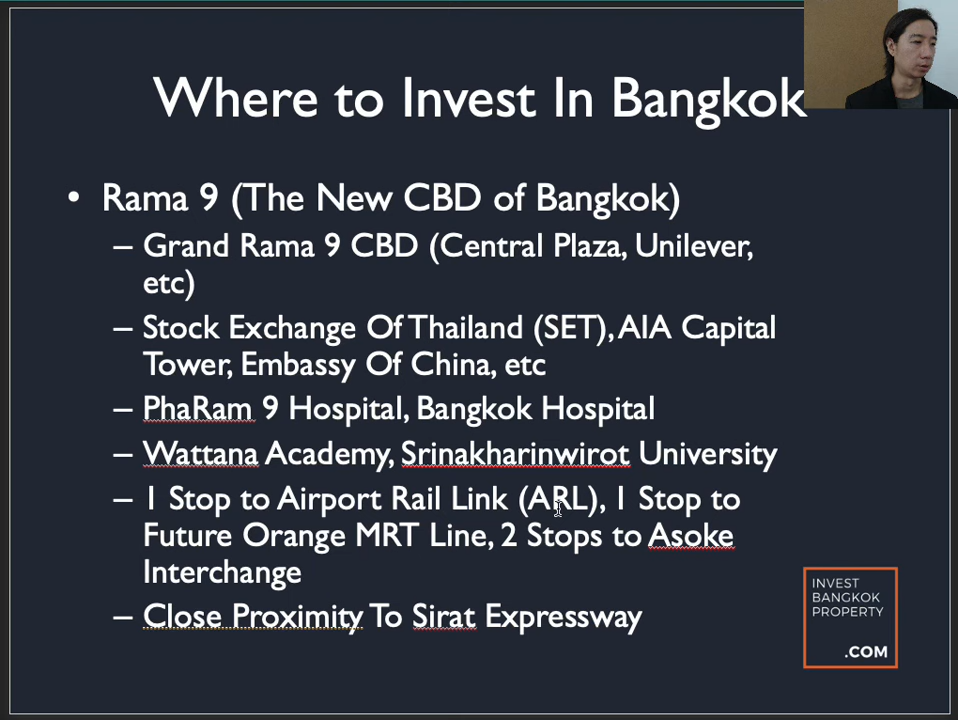 Where to Invest In Bangkok
• Rama 9 (The New CBD of Bangkok)
– Grand Rama 9 CBD (Central Plaza, Unilever,
etc)
– Stock Exchange Of Thailand (SET), AIA Capital
Tower, Embassy Of China, etc
– PhaRam 9 Hospital, Bangkok Hospital
– Wattana Academy, Srinakharinwirot University
– 1 Stop to Airport Rail Link (ARL), 1 Stop to
Future Orange MRT Line, 2 Stops to Asoke
Interchange
– Close Proximity To Sirat Expressway
INVEST
BANGKOK
PROPERTY
.COM